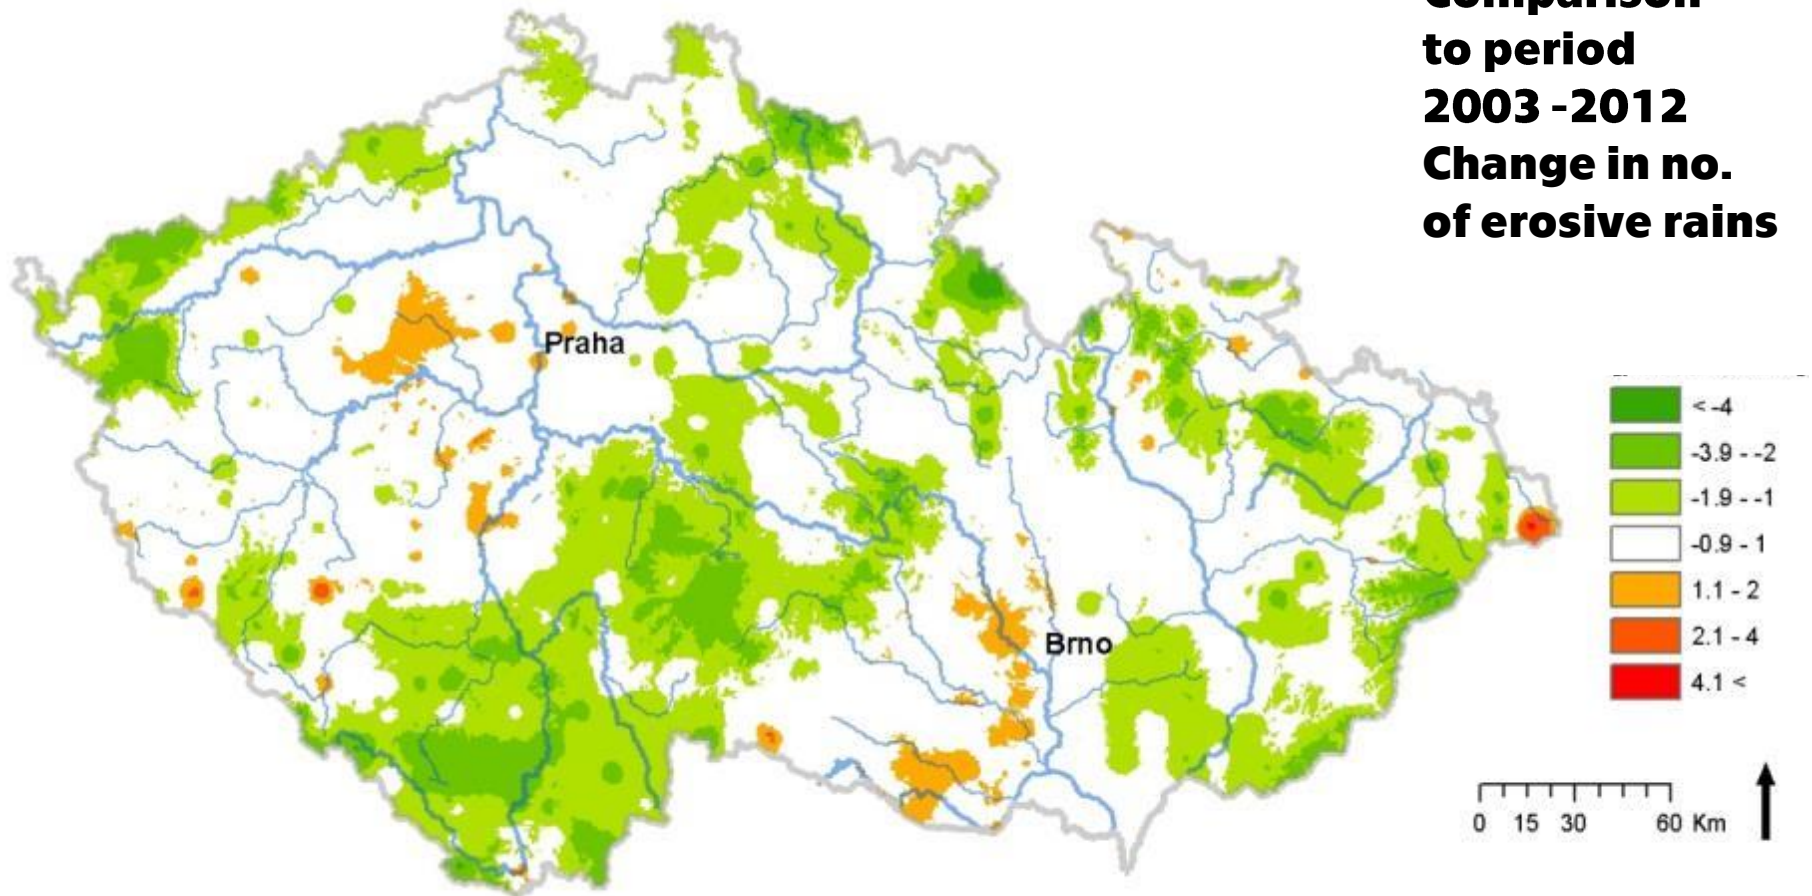 Comparison
to period
2003 -2012
Change in no.
of erosive rains
Praha
Brno
< -4
-3.9 - -2
-1.9 - -1
-0.9 - 1
1.1 - 2
2.1 - 4
4.1 <
0 15 30 60 Km